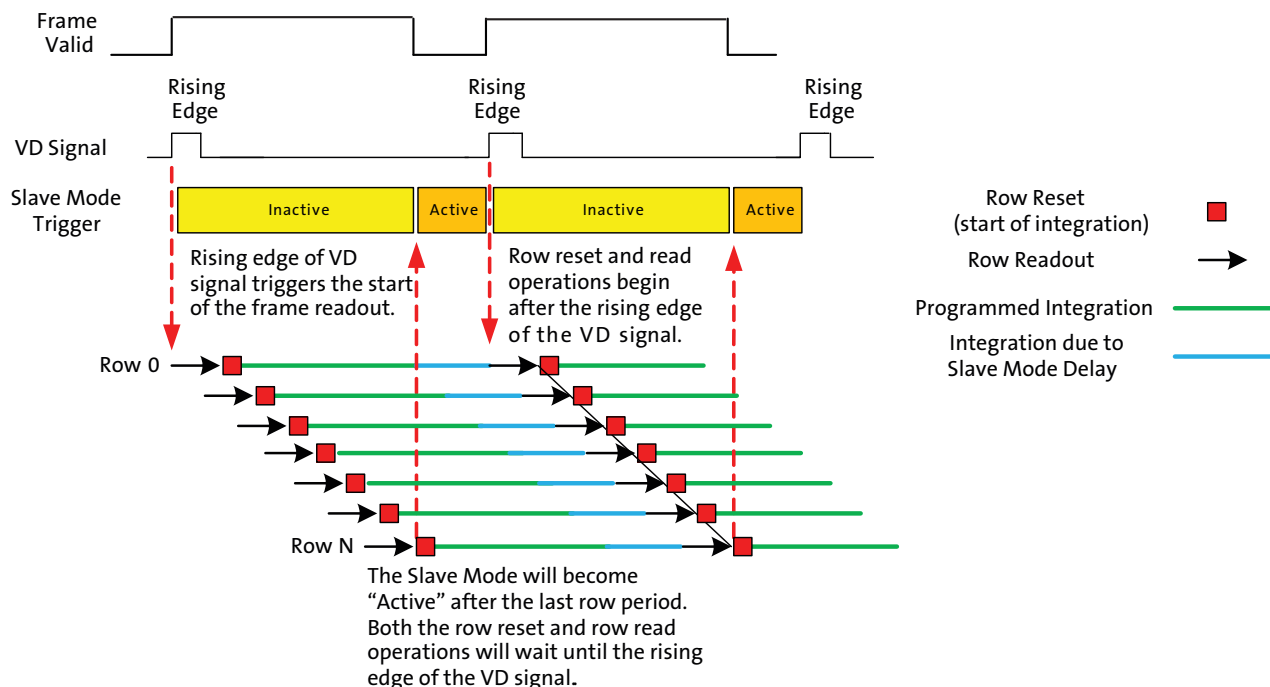 Frame
Valid
Rising
Edge
Rising
Edge
Rising
Edge
VD Signal
Slave Mode
Trigger
Inactive
Active
Inactive
Active
Rising edge of VD
signal triggers the start
of the frame readout.
Row reset and read
operations begin
after the rising edge
of the VD signal.
Row Reset
(start of integration)
Row Readout
Programmed Integration
Integration due to
Slave Mode Delay
Row 0
Row N
The Slave Mode will become
“Active” after the last row period.
Both the row reset and row read
operations will wait until the rising
edge of the VD signal.